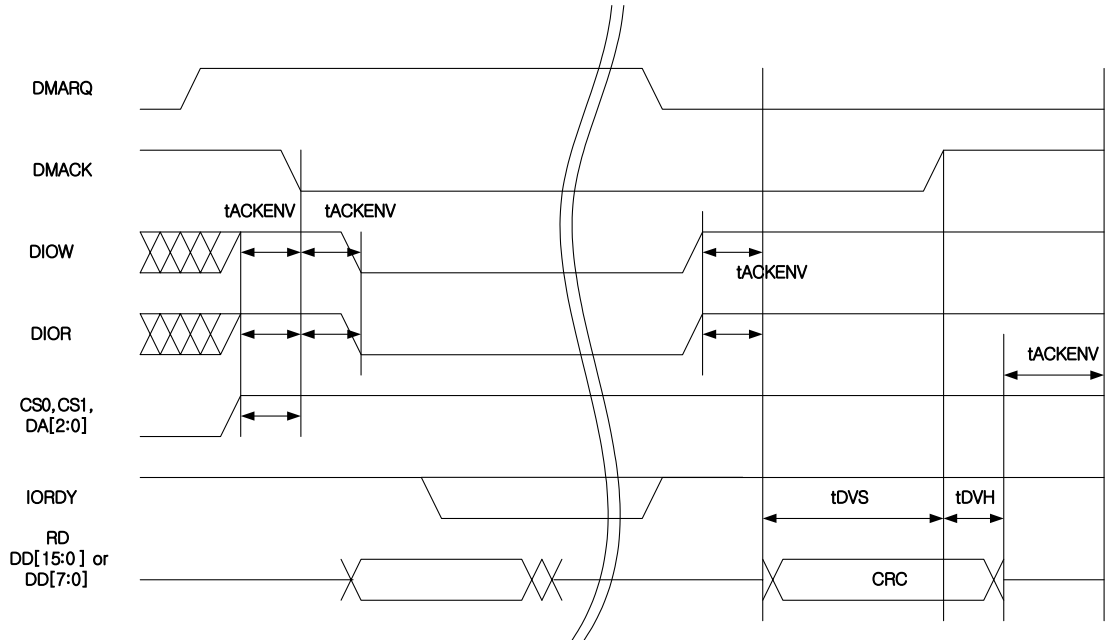 DMARQ
DMACK
tACKENV tACKENV
DIOW
tACKENV
DIOR
tACKENV
CS0,CS1,
DA[2:0]
IORDY
tDVS tDVH
RD
DD[15:0 ] or
DD[7:0]
CRC